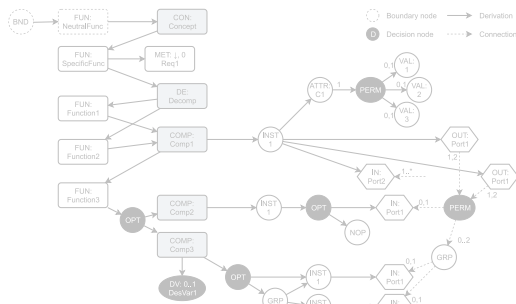 BND
FUN:
NeutralFunc
CON:
Concept
Boundary node
Derivation
D
Decision node
Connection
FUN:
SpecificFunc
MET: ↓, 0
Req1
DE:
Decomp
ATTR:
C1
1
PERM
0,1
VAL:
1
0,1
VAL:
2
0,1
VAL:
3
FUN:
Function1
COMP:
Comp1
INST
1
OUT:
Port1
1,2
FUN:
Function2
IN:
Port2
1..*
OUT:
Port1
1,2
FUN:
Function3
OPT
COMP:
Comp2
INST
1
OPT
IN:
Port1
0,1
PERM
NOP
COMP:
Comp3
0,.2
GRP
DV: 0,.1
DesVar1
OPT
INST
1
IN:
Port1
0,1
GRP
INST
IN:
0,1